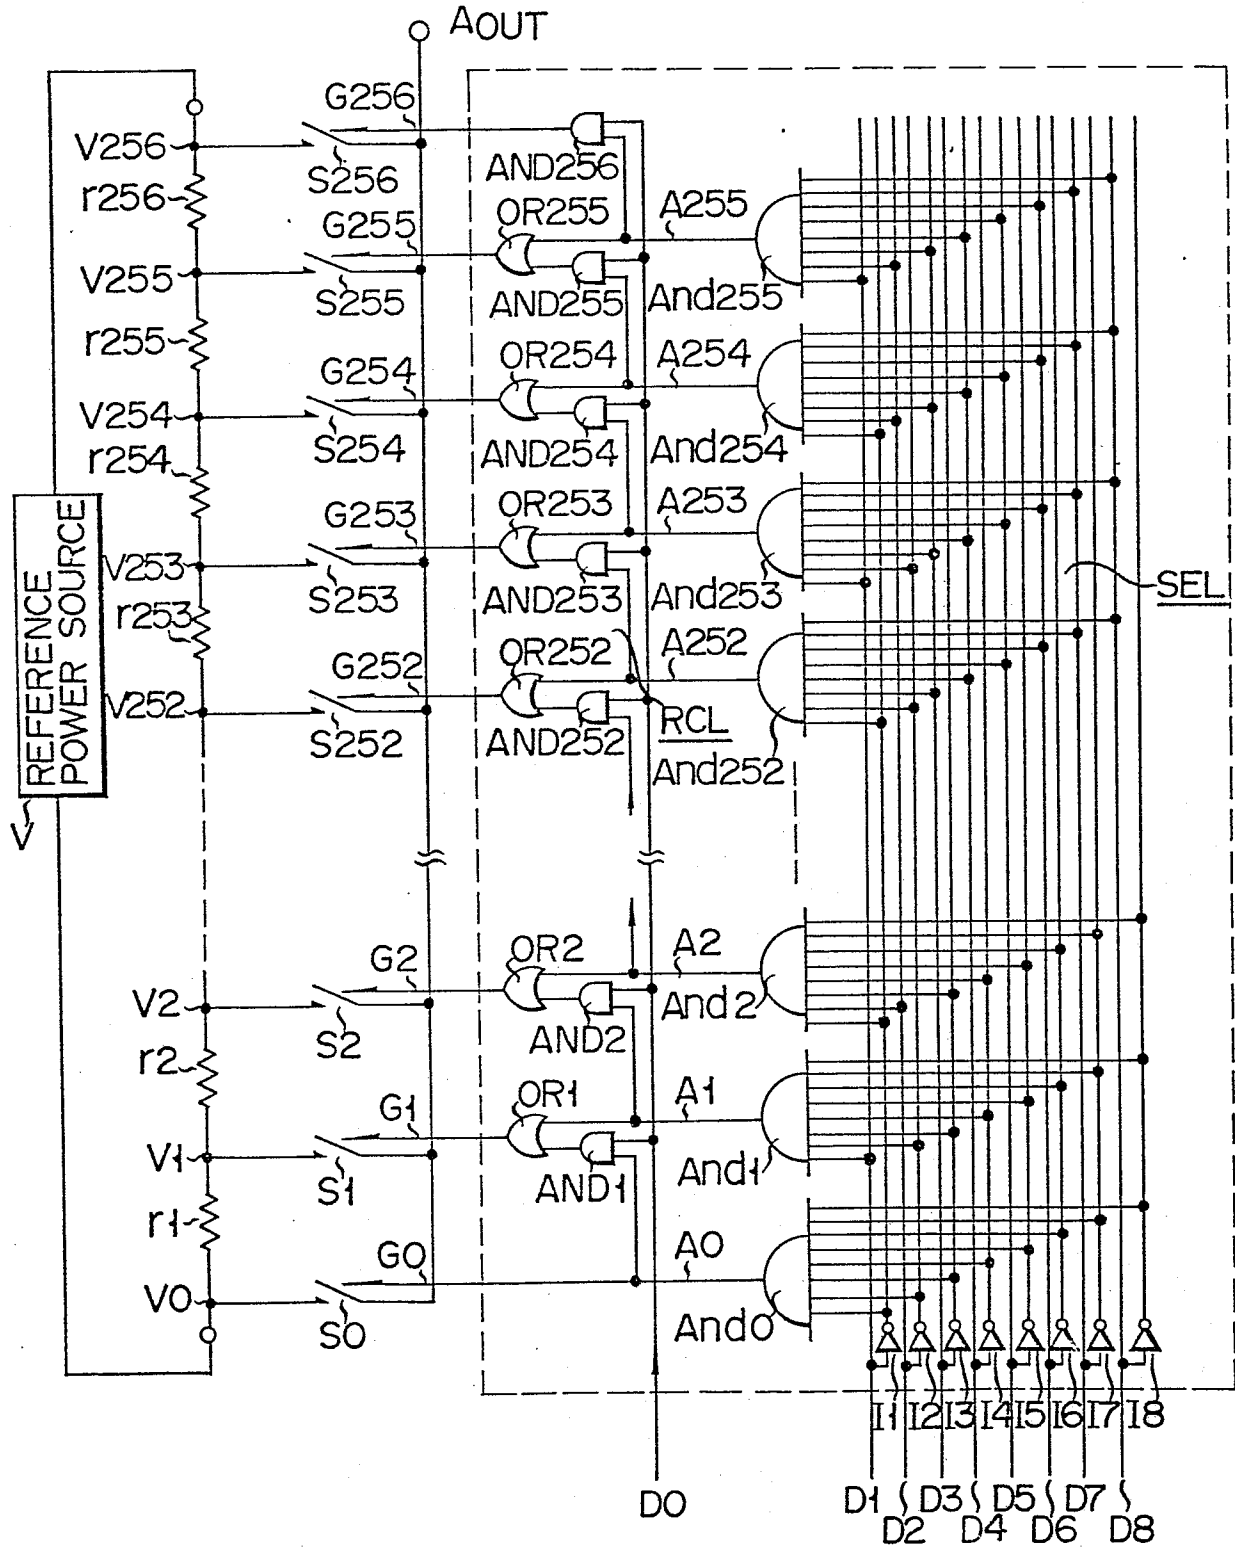 AOUT
G256
V256
AND256
S256
r256
OR255
A255
G255
V255
And255
S255
AND255
r255
OR254
A254
G254
V254
And254
S254
AND254
r254
OR253
A253
G253
V253
SEL
And253
S253
AND253
r253
REFERENCE
POWER SOURCE
OR252
A252
G252
V252
RCL
S252
AND252
And252
V
OR2
A2
G2
V2
And2
S2
AND2
r2
OR1
A1
G1
V1
And1
S1
AND1
r1
A0
G0
V0
And0
S0
I1 I2 I3 I4 I5 I6 I7 I8
D0
D1 D3 D5 D7
D2 D4 D6 D8